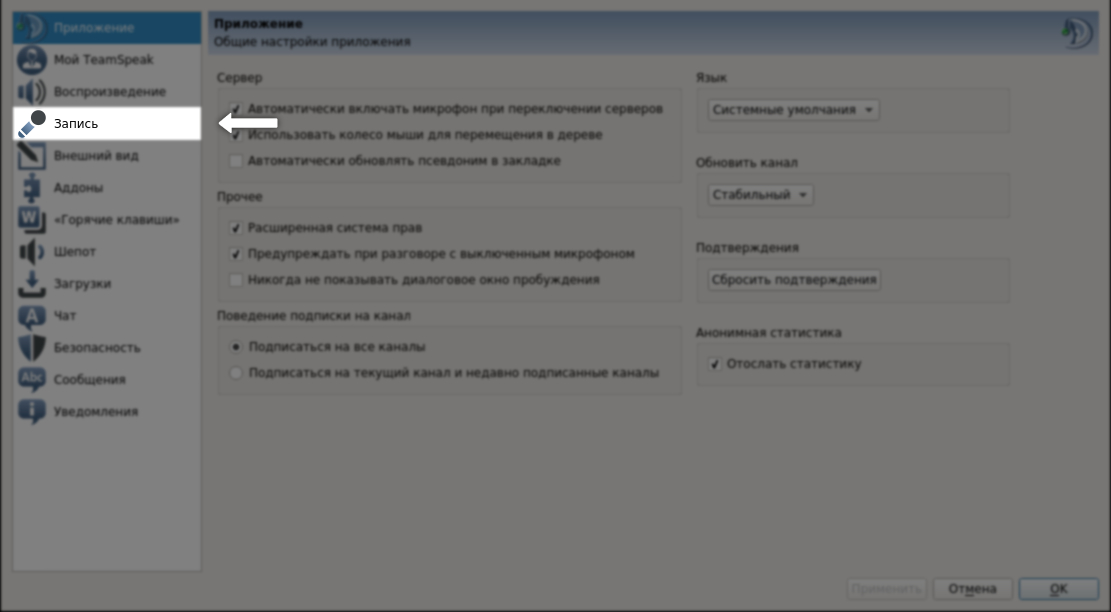 Приложение
Мой TeamSpeak
Воспроизведение
Запись
Внешний вид
Аддоны
«Горячие клавиши»
Шепот
Загрузки
Чат
Безопасность
Сообщения
Уведомления
Приложение
Общие настройки приложения
Сервер
Автоматически включать микрофон при переключении серверов
Использовать колесо мыши для перемещения в дереве
Автоматически обновлять псевдоним в закладке
Прочее
Расширенная система прав
Предупреждать при разговоре с выключенным микрофоном
Никогда не показывать диалоговое окно пробуждения
Поведение подписки на канал
Подписаться на все каналы
Подписаться на текущий канал и недавно подписанные каналы
Язык
Системные умолчания
Обновить канал
Стабильный
Подтверждения
Сбросить подтверждения
Анонимная статистика
Отослать статистику
Применить
Отмена
OK